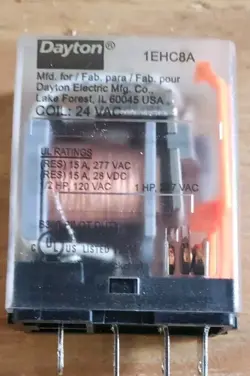 Dayton®
1EHC8A
Mfd. for / Fab. para / Fab. pour
Dayton Electric Mfg. Co.,
Lake Forest, IL 60045 USA
COIL: 24 VAC
UL RATINGS
(RES) 15 A, 277 VAC
(RES) 15 A, 28 VDC
1/2 HP, 120 VAC
1 HP, VAC
UL US LISTED